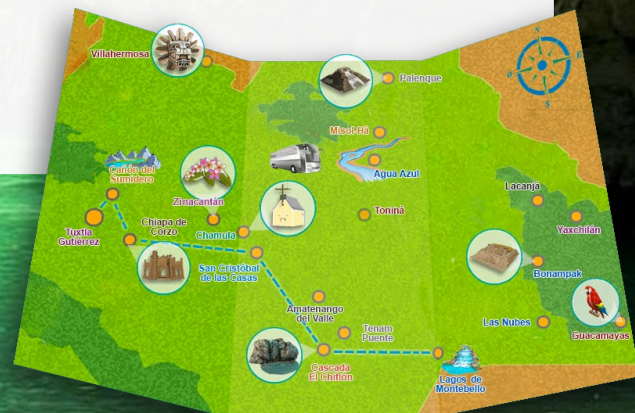 Villahermosa
N
E
O
S
Palenque
Misol-Há
Cañón del
Sumidero
Agua Azul
Zinacantán
Lacanja
Chiapa de
Corzo
Toniná
Yaxchilán
Tuxtla
Gutiérrez
Chamula
San Cristóbal
de las Casas
Bonampak
Amatenango
del Valle
Las Nubes
Tenam
Puente
Guacamayas
Cascada
El Chiflon
Lagos de
Montebello